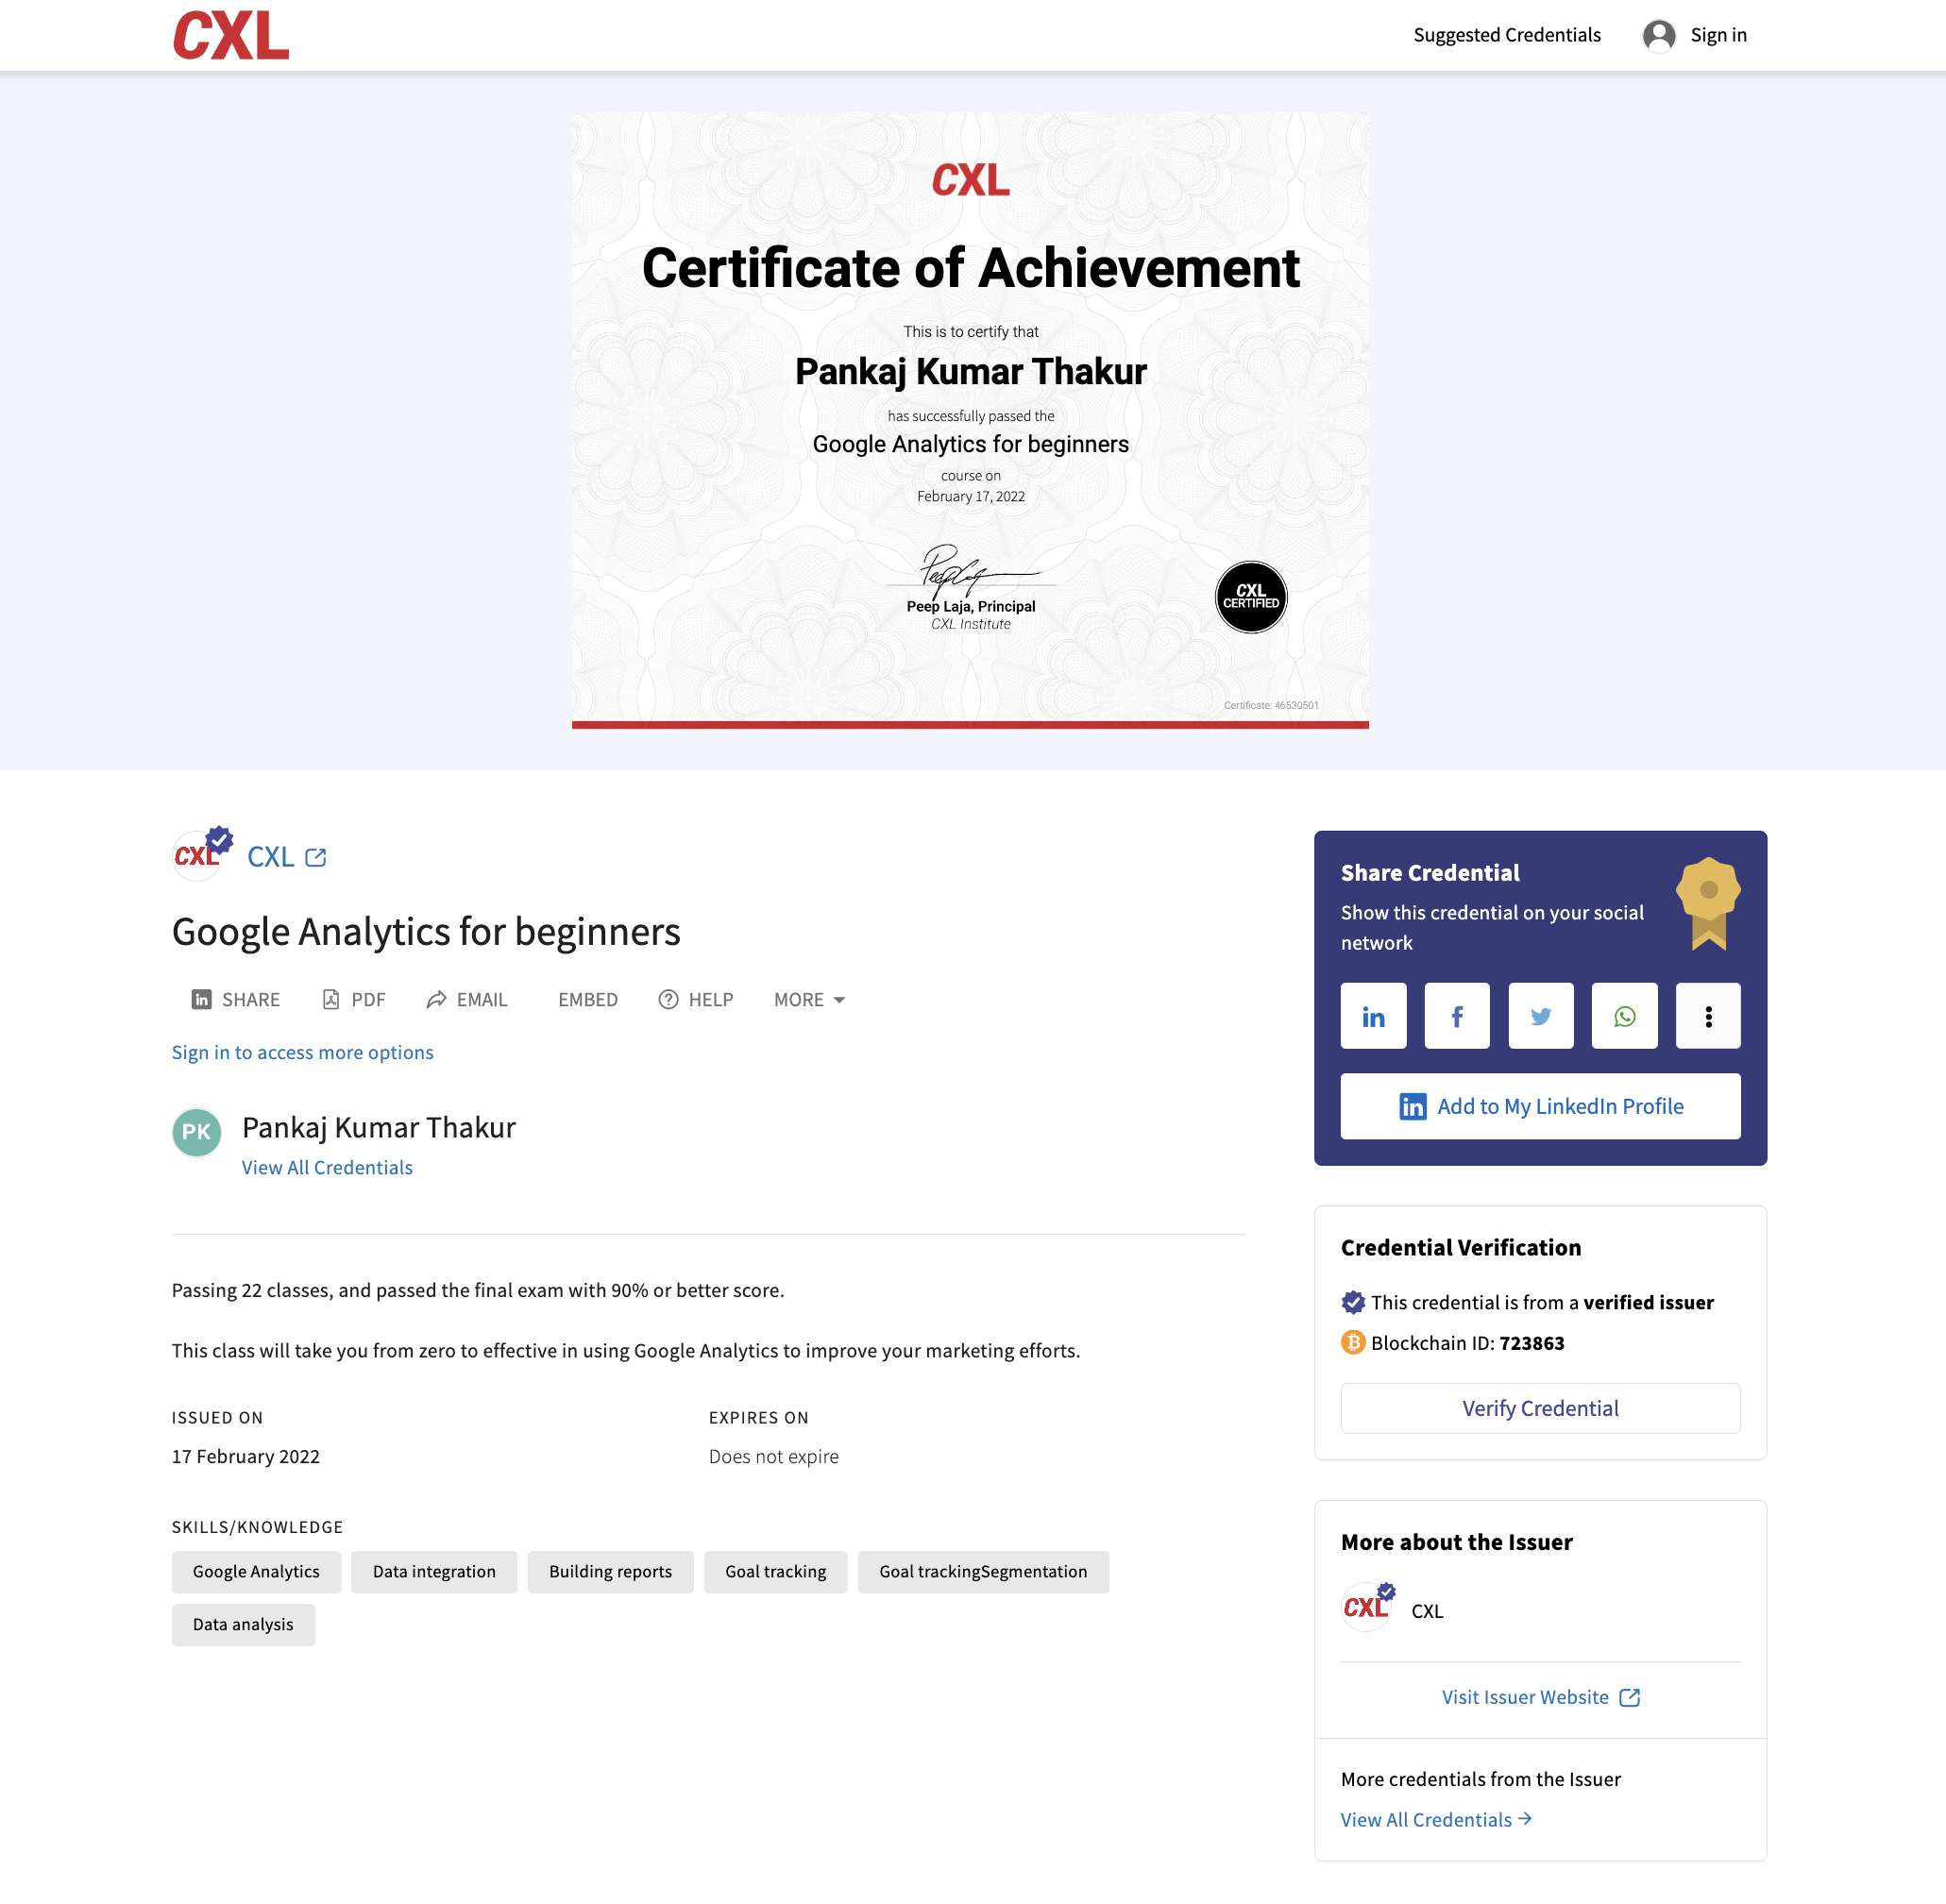 CXL
Suggested Credentials
Sign in
CXL
Certificate of Achievement
This is to certify that
Pankaj Kumar Thakur
has successfully passed the
Google Analytics for beginners
course on
February 17, 2022
Peep Laja, Principal
CXL Institute
CXL
CERTIFIED
Certificate: 46530501
CXL
CXL
Google Analytics for beginners
SHARE
PDF
EMAIL
EMBED
HELP
MORE
Sign in to access more options
PK
Pankaj Kumar Thakur
View All Credentials
Passing 22 classes, and passed the final exam with 90% or better score.
This class will take you from zero to effective in using Google Analytics to improve your marketing efforts.
ISSUED ON
17 February 2022
EXPIRES ON
Does not expire
SKILLS/KNOWLEDGE
Google Analytics
Data integration
Building reports
Goal tracking
Goal trackingSegmentation
Data analysis
Share Credential
Show this credential on your social
network
Add to My LinkedIn Profile
Credential Verification
This credential is from a verified issuer
Blockchain ID: 723863
Verify Credential
More about the Issuer
CXL
CXL
Visit Issuer Website
More credentials from the Issuer
View All Credentials